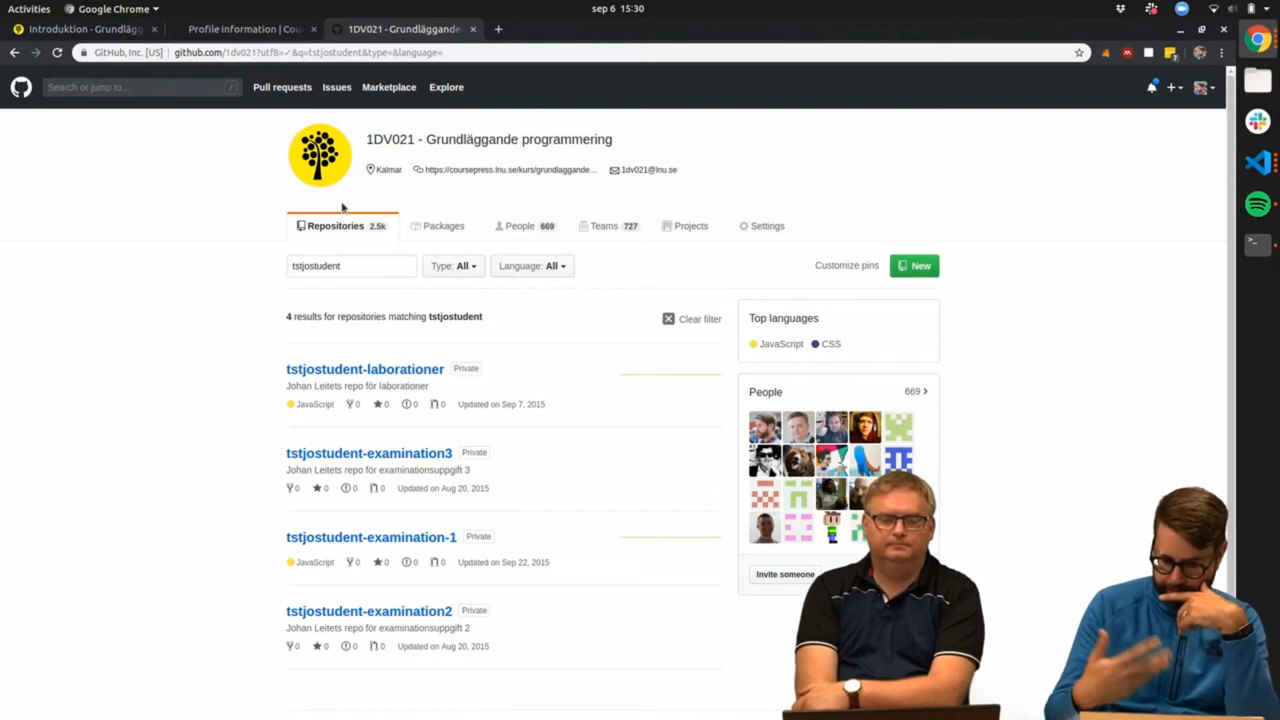 Activities Google Chrome sep 6 15:30
Introduktion - Grundlägg Profile information | Cou 1DV021 - Grundläggande
GitHub, Inc. [US] github.com/1dv021?utf8=✓&q=tstjostudent&type=&language=
Search or jump to... / Pull requests Issues Marketplace Explore
1DV021 - Grundläggande programmering
Kalmar https://coursepress.lnu.se/kurs/grundlaggande... 1dv021@lnu.se
Repositories 2.5k Packages People 669 Teams 727 Projects Settings
tstjostudent Type: All Language: All Customize pins New
4 results for repositories matching tstjostudent Clear filter
tstjostudent-laborationer Private
Johan Leitets repo för laborationer
JavaScript 0 0 0 0 Updated on Sep 7, 2015
tstjostudent-examination3 Private
Johan Leitets repo för examinationsuppgift 3
0 0 0 0 Updated on Aug 20, 2015
tstjostudent-examination-1 Private
JavaScript 0 0 0 0 Updated on Sep 22, 2015
tstjostudent-examination2 Private
Johan Leitets repo för examinationsuppgift 2
0 0 0 0 Updated on Aug 20, 2015
Top languages
JavaScript CSS
People 669
Invite someone